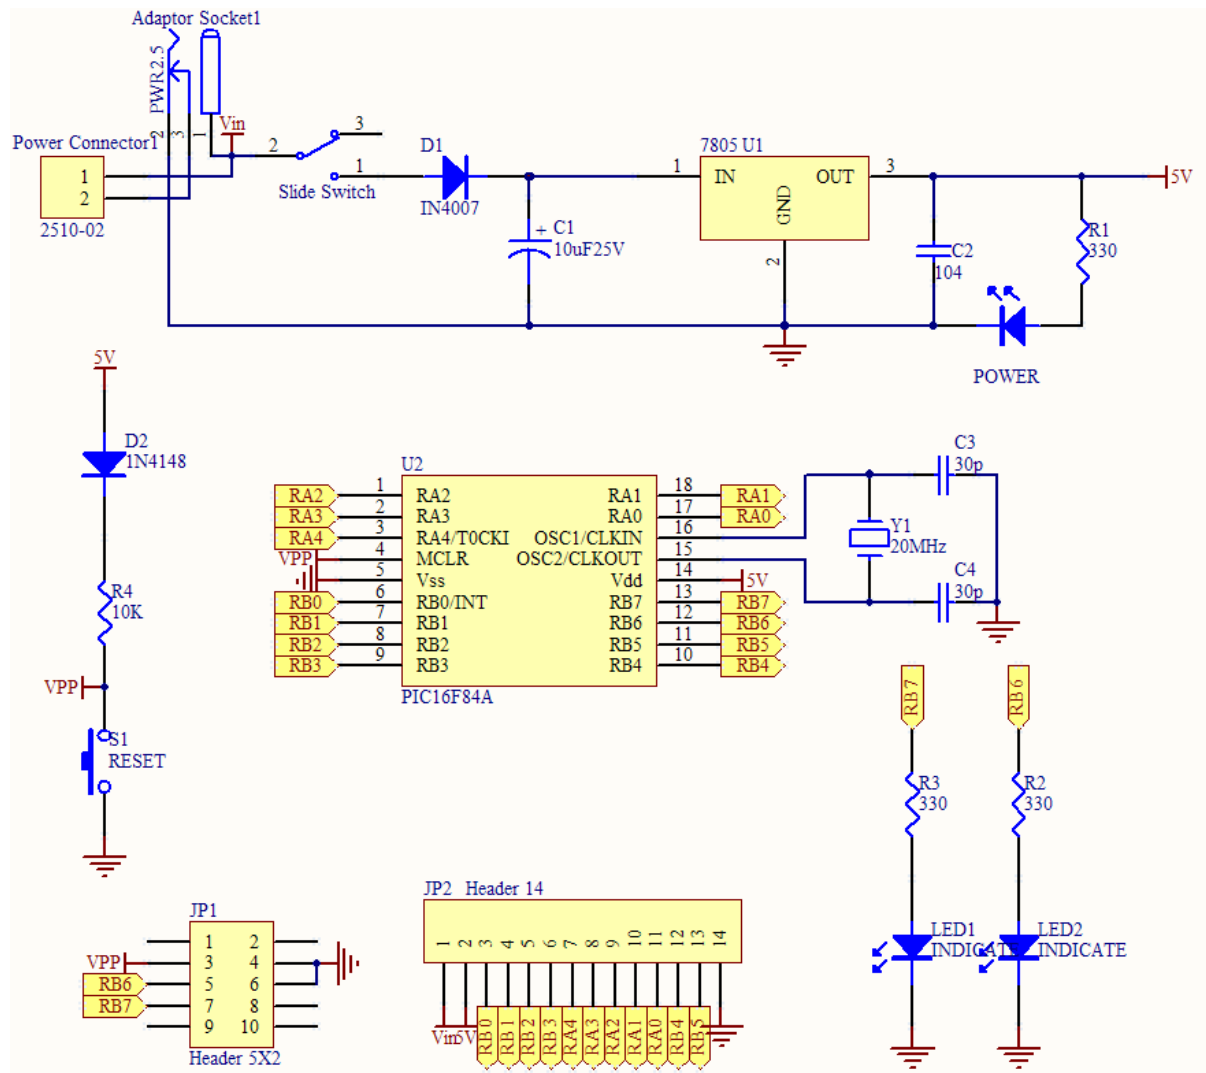 Adaptor Socket1
PWR2.5
2
3
1
Vin
Power Connector1
1
2
2510-02
2
3
1
Slide Switch
D1
IN4007
+
C1
10uF25V
7805 U1
1
IN
OUT
3
GND
2
5V
C2
104
R1
330
POWER
5V
D2
1N4148
R4
10K
VPP
S1
RESET
U2
RA2 1 RA2
RA3 2 RA3
RA4 3 RA4/T0CKI
VPP 4 MCLR
5 Vss
RB0 6 RB0/INT
RB1 7 RB1
RB2 8 RB2
RB3 9 RB3
RA1 18 RA1
RA0 17 RA0
OSC1/CLKIN 16
OSC2/CLKOUT 15
Vdd 14 5V
RB7 13 RB7
RB6 12 RB6
RB5 11 RB5
RB4 10 RB4
PIC16F84A
C3
30p
Y1
20MHz
C4
30p
RB7
R3
330
LED1
INDICATE
RB6
R2
330
LED2
INDICATE
JP1
1 2
VPP 3 4
RB6 5 6
RB7 7 8
9 10
Header 5X2
JP2 Header 14
1 2 3 4 5 6 7 8 9 10 11 12 13 14
Vin 5V RB0 RB1 RB2 RB3 RA4 RA3 RA2 RA1 RA0 RB4 RB5